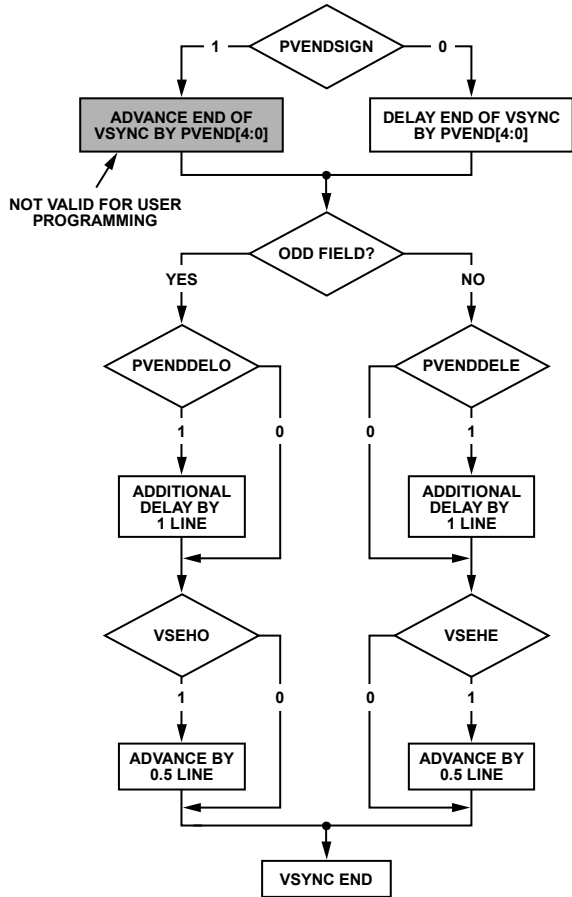 1
PVENDSIGN
0
ADVANCE END OF
VSYNC BY PVEND[4:0]
DELAY END OF VSYNC
BY PVEND[4:0]
NOT VALID FOR USER
PROGRAMMING
ODD FIELD?
YES
NO
PVENDDELO
PVENDDELE
1
0
0
1
ADDITIONAL
DELAY BY
1 LINE
ADDITIONAL
DELAY BY
1 LINE
VSEHO
VSEHE
1
0
0
1
ADVANCE BY
0.5 LINE
ADVANCE BY
0.5 LINE
VSYNC END